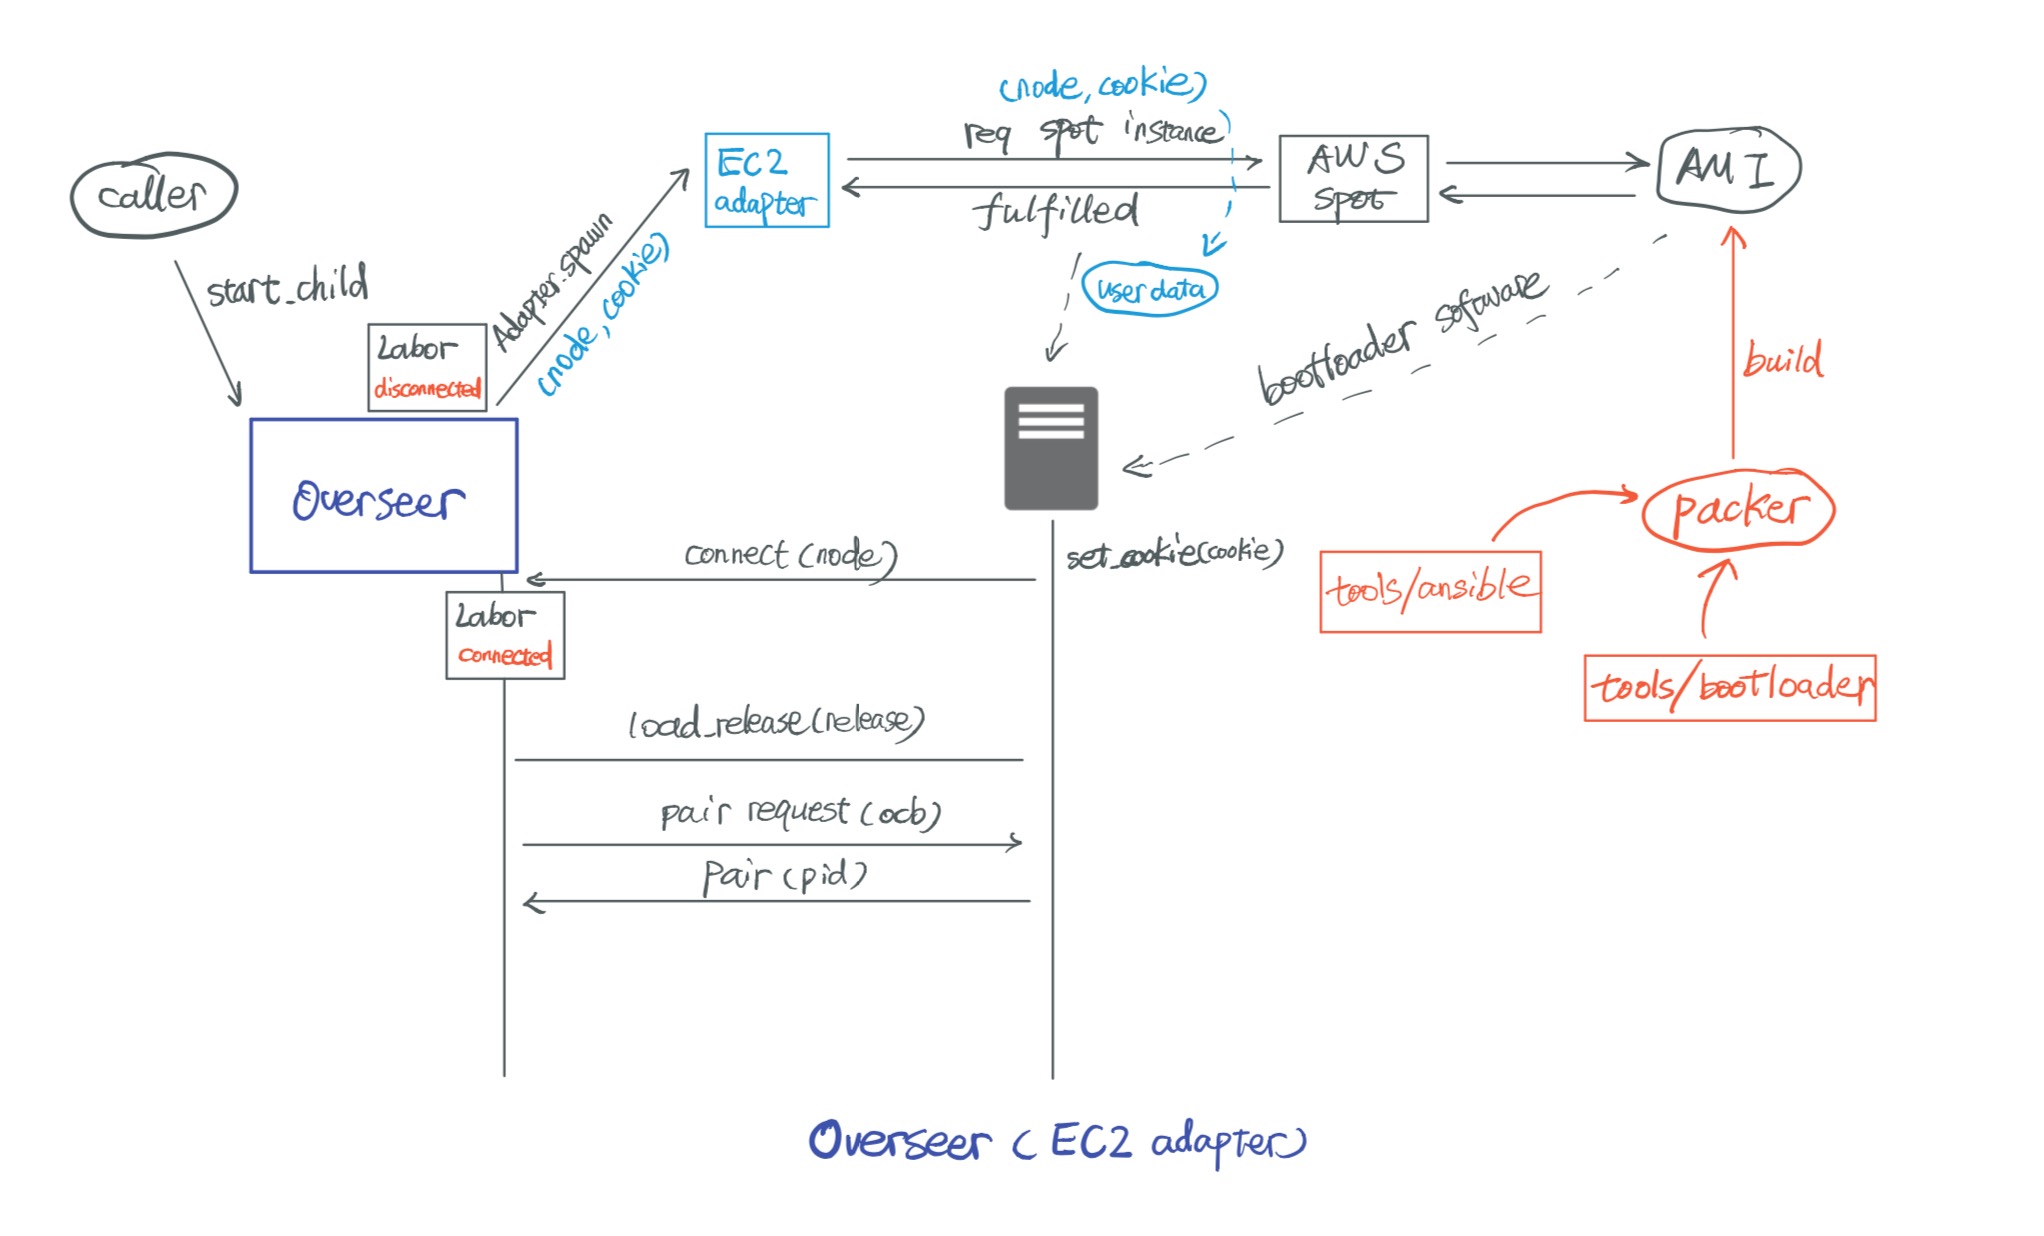 caller
start_child
Labor
disconnected
Adapter.spawn
(node, cookie)
EC2
adapter
(node, cookie)
req spot instance
fulfilled
user data
AWS
spot
AMI
bootloader software
build
packer
tools/ansible
tools/bootloader
Overseer
connect (node)
set_cookie(cookie)
Labor
connected
load_release(release)
pair request (ocb)
Pair (pid)
Overseer ( EC2 adapter)